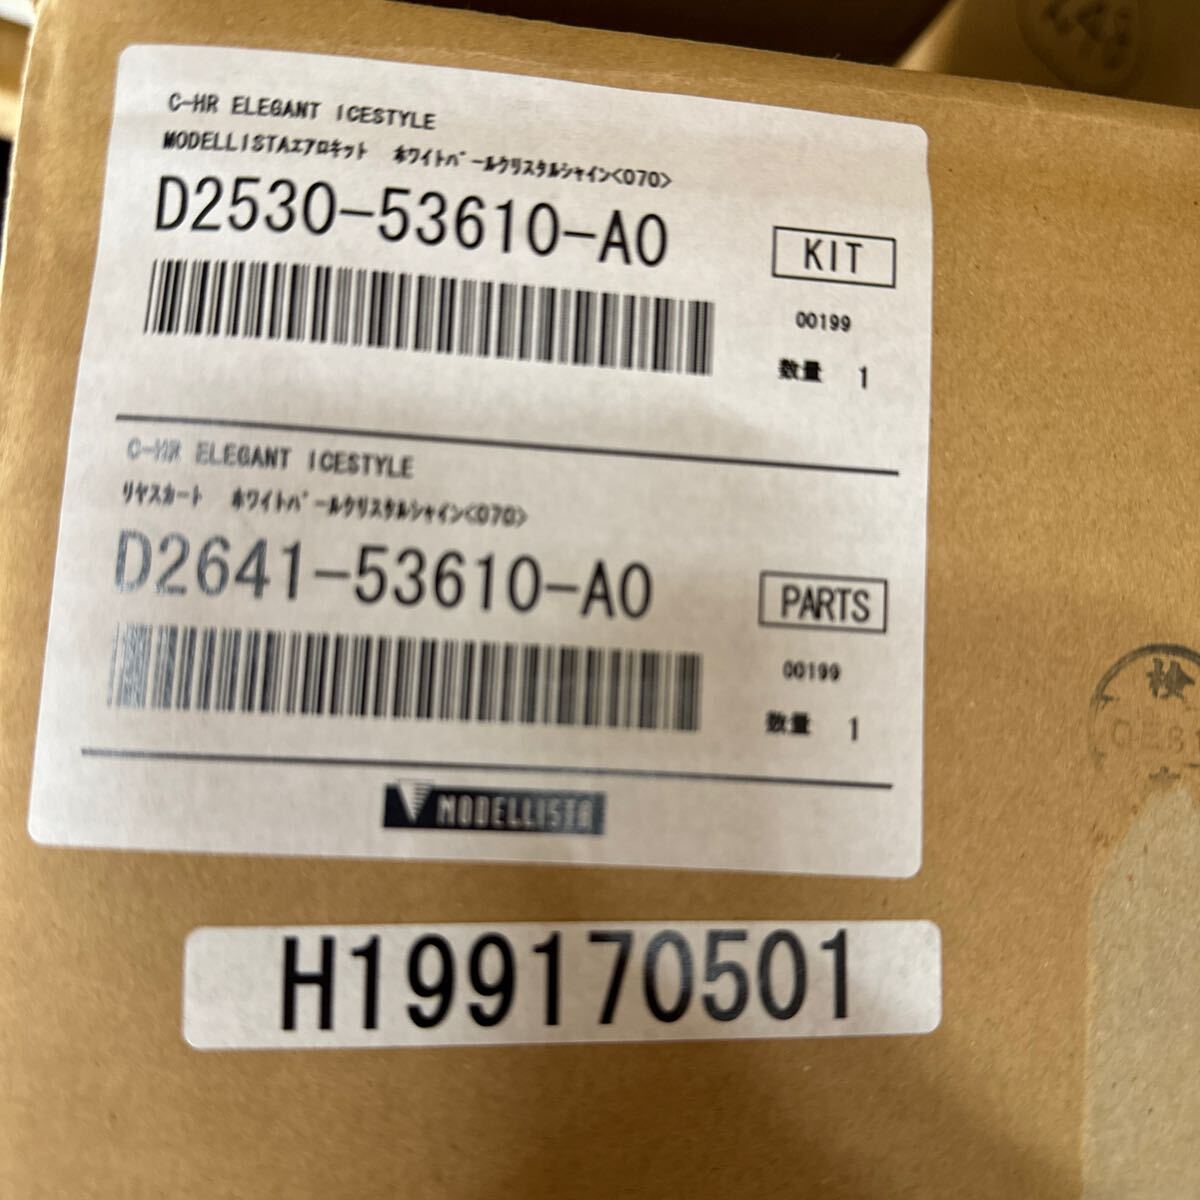 C-HR ELEGANT ICESTYLE
MODELLISTAエアロキット ホワイトパールクリスタルシャイン<070>
D2530-53610-A0
KIT
00199
数量 1
C-HR ELEGANT ICESTYLE
リヤスカート ホワイトパールクリスタルシャイン<070>
D2641-53610-A0
PARTS
00199
数量 1
MODELLISTA
H199170501
検